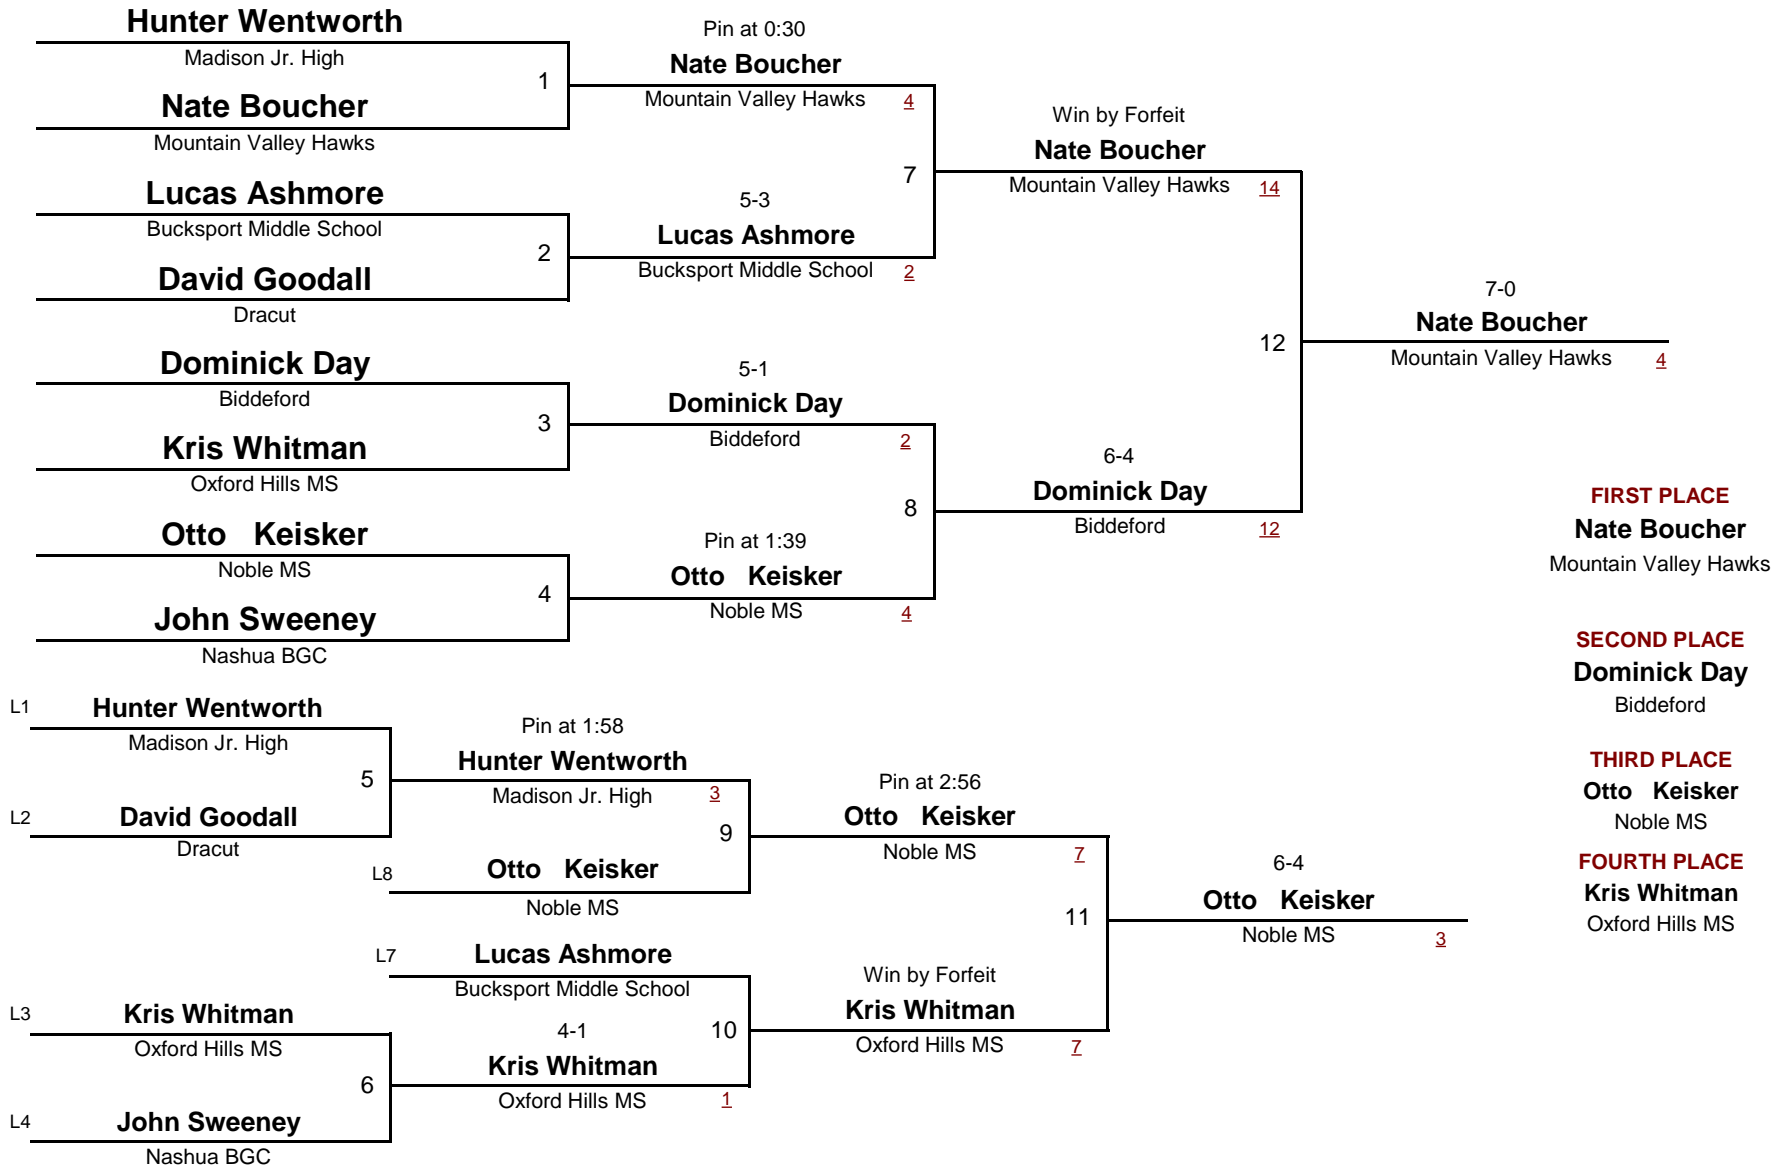 Hunter Wentworth
Madison Jr. High
1
Nate Boucher
Mountain Valley Hawks
Lucas Ashmore
Bucksport Middle School
2
David Goodall
Dracut
Dominick Day
Biddeford
3
Kris Whitman
Oxford Hills MS
Otto Keisker
Noble MS
4
John Sweeney
Nashua BGC
Pin at 0:30
Nate Boucher
Mountain Valley Hawks 4
7
5-3
Lucas Ashmore
Bucksport Middle School 2
5-1
Dominick Day
Biddeford 2
8
Pin at 1:39
Otto Keisker
Noble MS 4
Win by Forfeit
Nate Boucher
Mountain Valley Hawks 14
12
6-4
Dominick Day
Biddeford 12
7-0
Nate Boucher
Mountain Valley Hawks 4
FIRST PLACE
Nate Boucher
Mountain Valley Hawks
SECOND PLACE
Dominick Day
Biddeford
THIRD PLACE
Otto Keisker
Noble MS
FOURTH PLACE
Kris Whitman
Oxford Hills MS
L1 Hunter Wentworth
Madison Jr. High
5
L2 David Goodall
Dracut
L3 Kris Whitman
Oxford Hills MS
6
L4 John Sweeney
Nashua BGC
Pin at 1:58
Hunter Wentworth
Madison Jr. High 3
9
L8 Otto Keisker
Noble MS
L7 Lucas Ashmore
Bucksport Middle School
10
4-1
Kris Whitman
Oxford Hills MS 1
Pin at 2:56
Otto Keisker
Noble MS 7
11
Win by Forfeit
Kris Whitman
Oxford Hills MS 7
6-4
Otto Keisker
Noble MS 3